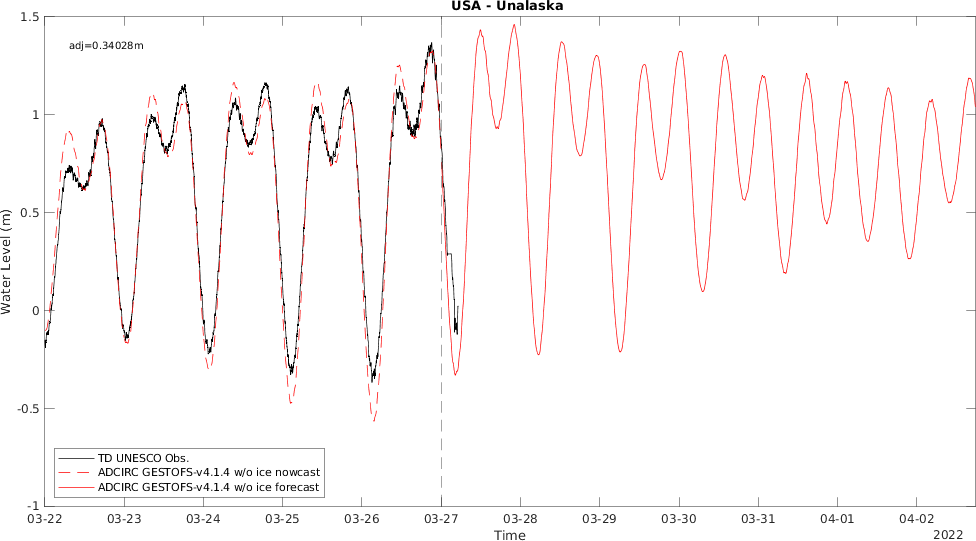 USA - Unalaska
adj=0.34028m
Water Level (m)
1.5
1
0.5
0
-0.5
-1
TD UNESCO Obs.
ADCIRC GESTOFS-v4.1.4 w/o ice nowcast
ADCIRC GESTOFS-v4.1.4 w/o ice forecast
03-22 03-23 03-24 03-25 03-26 03-27 03-28 03-29 03-30 03-31 04-01 04-02
Time
2022